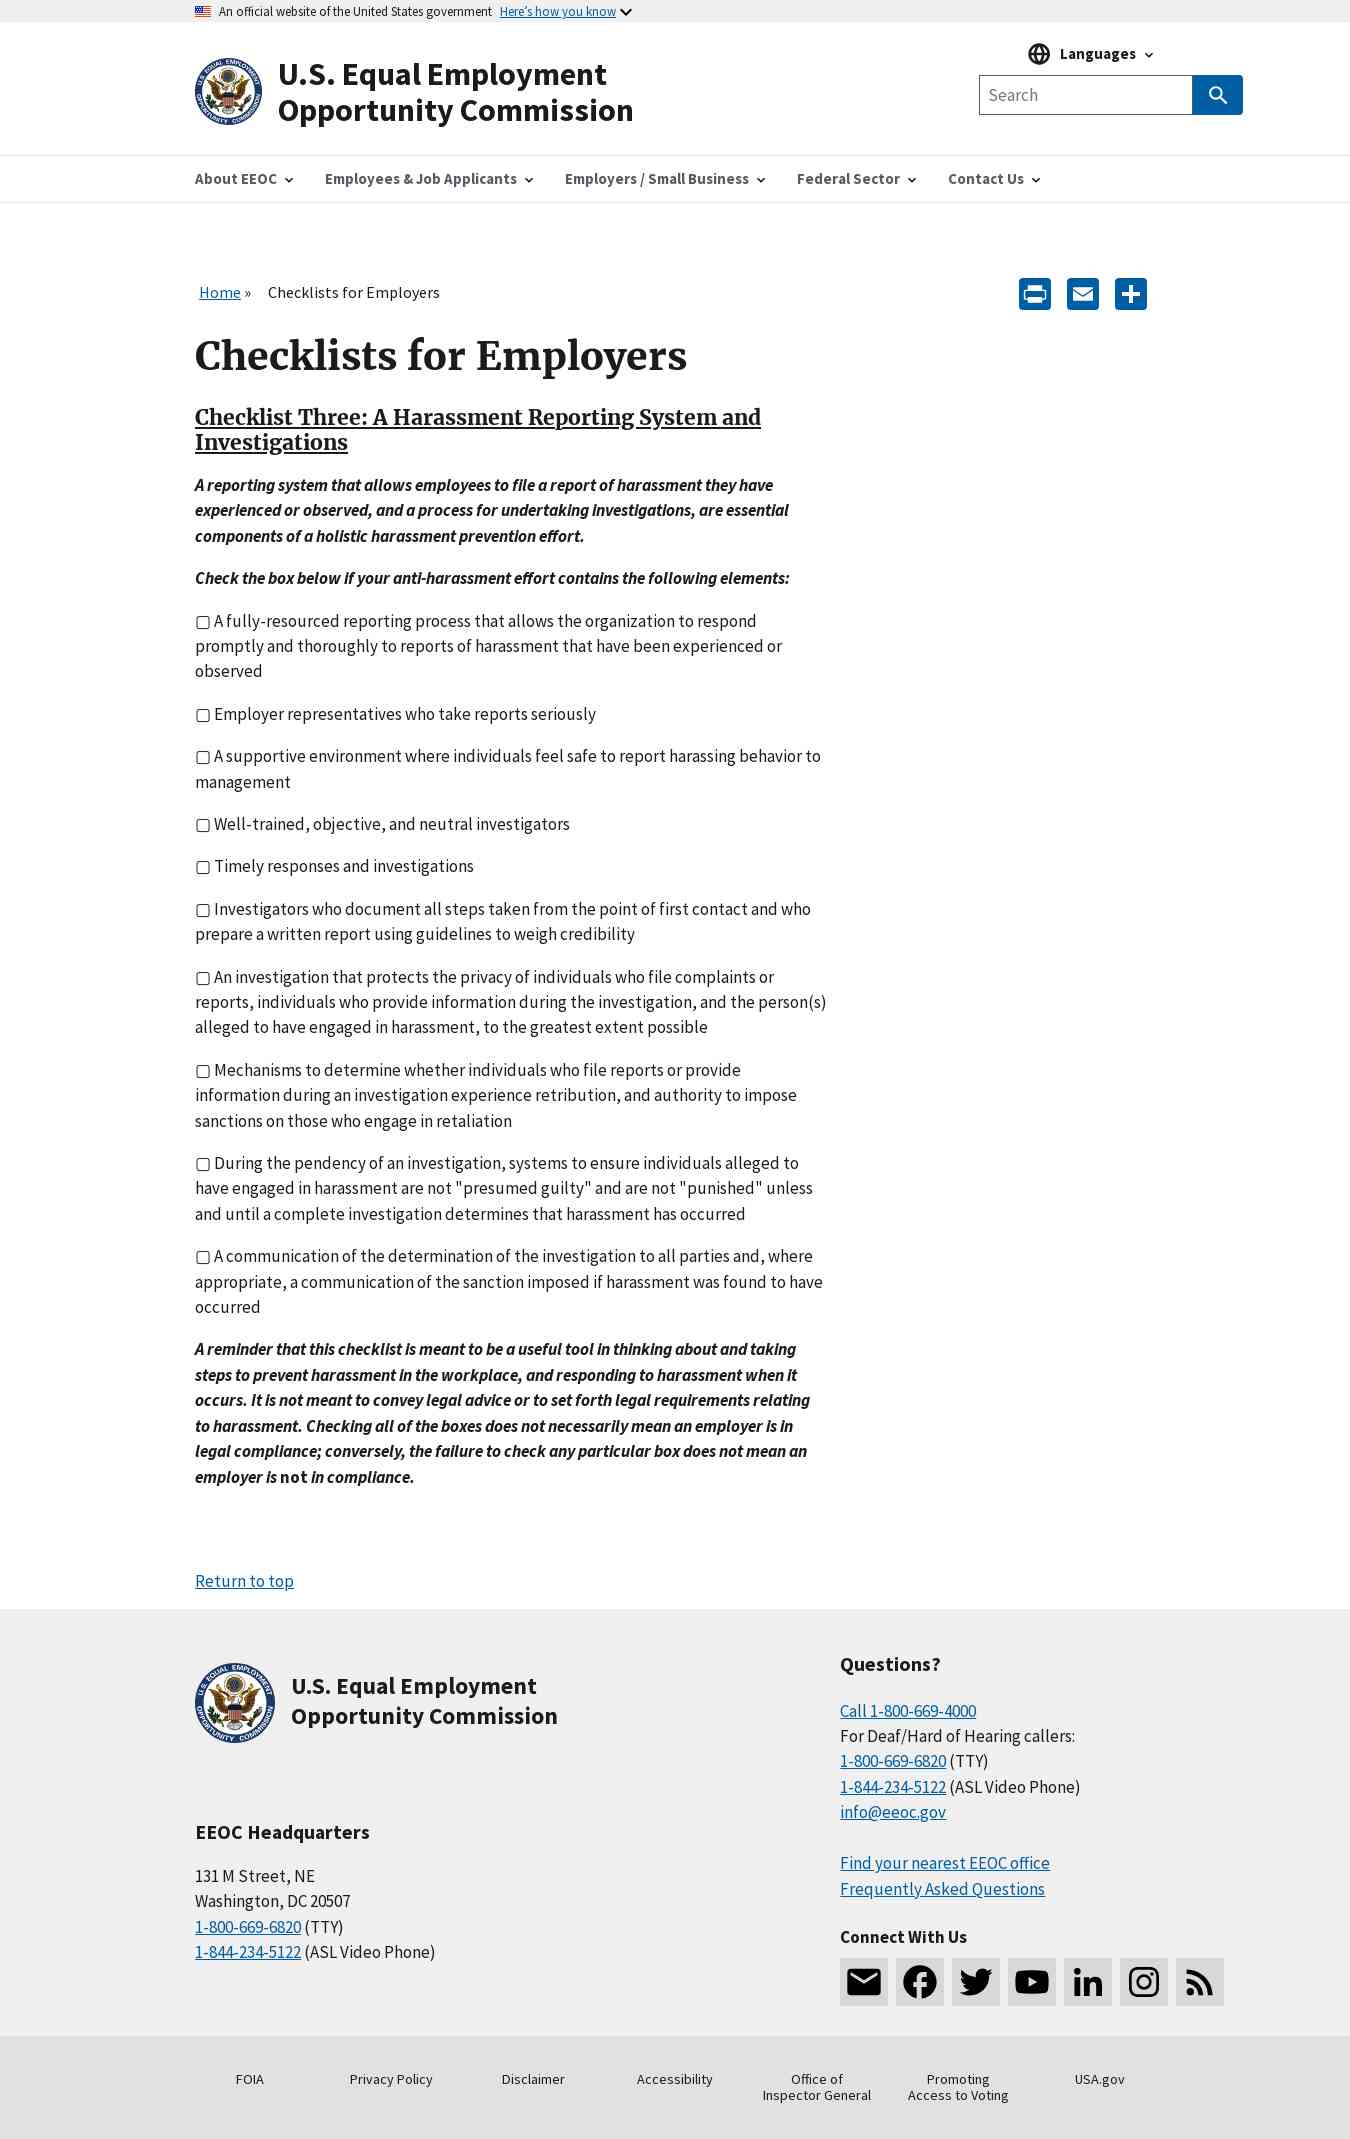 An official website of the United States government Here's how you know
U.S. Equal Employment
Opportunity Commission
Languages
Search
About EEOC
Employees & Job Applicants
Employers / Small Business
Federal Sector
Contact Us
Home » Checklists for Employers
Checklists for Employers
Checklist Three: A Harassment Reporting System and
Investigations
A reporting system that allows employees to file a report of harassment they have
experienced or observed, and a process for undertaking investigations, are essential
components of a holistic harassment prevention effort.
Check the box below if your anti-harassment effort contains the following elements:
▢ A fully-resourced reporting process that allows the organization to respond
promptly and thoroughly to reports of harassment that have been experienced or
observed
▢ Employer representatives who take reports seriously
▢ A supportive environment where individuals feel safe to report harassing behavior to
management
▢ Well-trained, objective, and neutral investigators
▢ Timely responses and investigations
▢ Investigators who document all steps taken from the point of first contact and who
prepare a written report using guidelines to weigh credibility
▢ An investigation that protects the privacy of individuals who file complaints or
reports, individuals who provide information during the investigation, and the person(s)
alleged to have engaged in harassment, to the greatest extent possible
▢ Mechanisms to determine whether individuals who file reports or provide
information during an investigation experience retribution, and authority to impose
sanctions on those who engage in retaliation
▢ During the pendency of an investigation, systems to ensure individuals alleged to
have engaged in harassment are not "presumed guilty" and are not "punished" unless
and until a complete investigation determines that harassment has occurred
▢ A communication of the determination of the investigation to all parties and, where
appropriate, a communication of the sanction imposed if harassment was found to have
occurred
A reminder that this checklist is meant to be a useful tool in thinking about and taking
steps to prevent harassment in the workplace, and responding to harassment when it
occurs. It is not meant to convey legal advice or to set forth legal requirements relating
to harassment. Checking all of the boxes does not necessarily mean an employer is in
legal compliance; conversely, the failure to check any particular box does not mean an
employer is not in compliance.
Return to top
U.S. EQUAL EMPLOYMENT
OPPORTUNITY COMMISSION
U.S. Equal Employment
Opportunity Commission
EEOC Headquarters
131 M Street, NE
Washington, DC 20507
1-800-669-6820 (TTY)
1-844-234-5122 (ASL Video Phone)
Questions?
Call 1-800-669-4000
For Deaf/Hard of Hearing callers:
1-800-669-6820 (TTY)
1-844-234-5122 (ASL Video Phone)
info@eeoc.gov
Find your nearest EEOC office
Frequently Asked Questions
Connect With Us
FOIA
Privacy Policy
Disclaimer
Accessibility
Office of
Inspector General
Promoting
Access to Voting
USA.gov